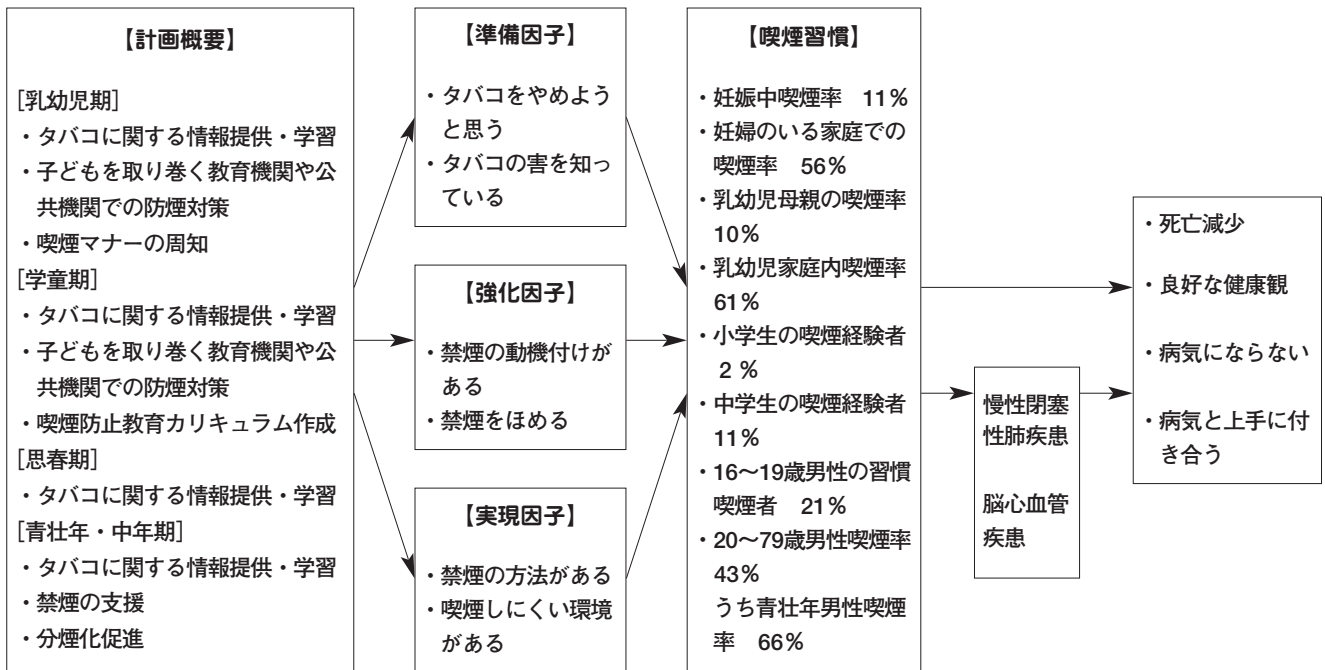 【計画概要】
[乳幼児期]
・タバコに関する情報提供・学習
・子どもを取り巻く教育機関や公
共機関での防煙対策
・喫煙マナーの周知
[学童期]
・タバコに関する情報提供・学習
・子どもを取り巻く教育機関や公
共機関での防煙対策
・喫煙防止教育カリキュラム作成
[思春期]
・タバコに関する情報提供・学習
[青壮年・中年期]
・タバコに関する情報提供・学習
・禁煙の支援
・分煙化促進
【準備因子】
・タバコをやめよう
と思う
・タバコの害を知っ
ている
【強化因子】
・禁煙の動機付けが
ある
・禁煙をほめる
【実現因子】
・禁煙の方法がある
・喫煙しにくい環境
がある
【喫煙習慣】
・妊娠中喫煙率　11％
・妊婦のいる家庭での
喫煙率　56％
・乳幼児母親の喫煙率
10％
・乳幼児家庭内喫煙率
61％
・小学生の喫煙経験者
2 ％
・中学生の喫煙経験者
11％
・16〜19歳男性の習慣
喫煙者　21％
・20〜79歳男性喫煙率
43％
うち青壮年男性喫煙
率　66％
慢性閉塞
性肺疾患
脳心血管
疾患
・死亡減少
・良好な健康観
・病気にならない
・病気と上手に付
き合う